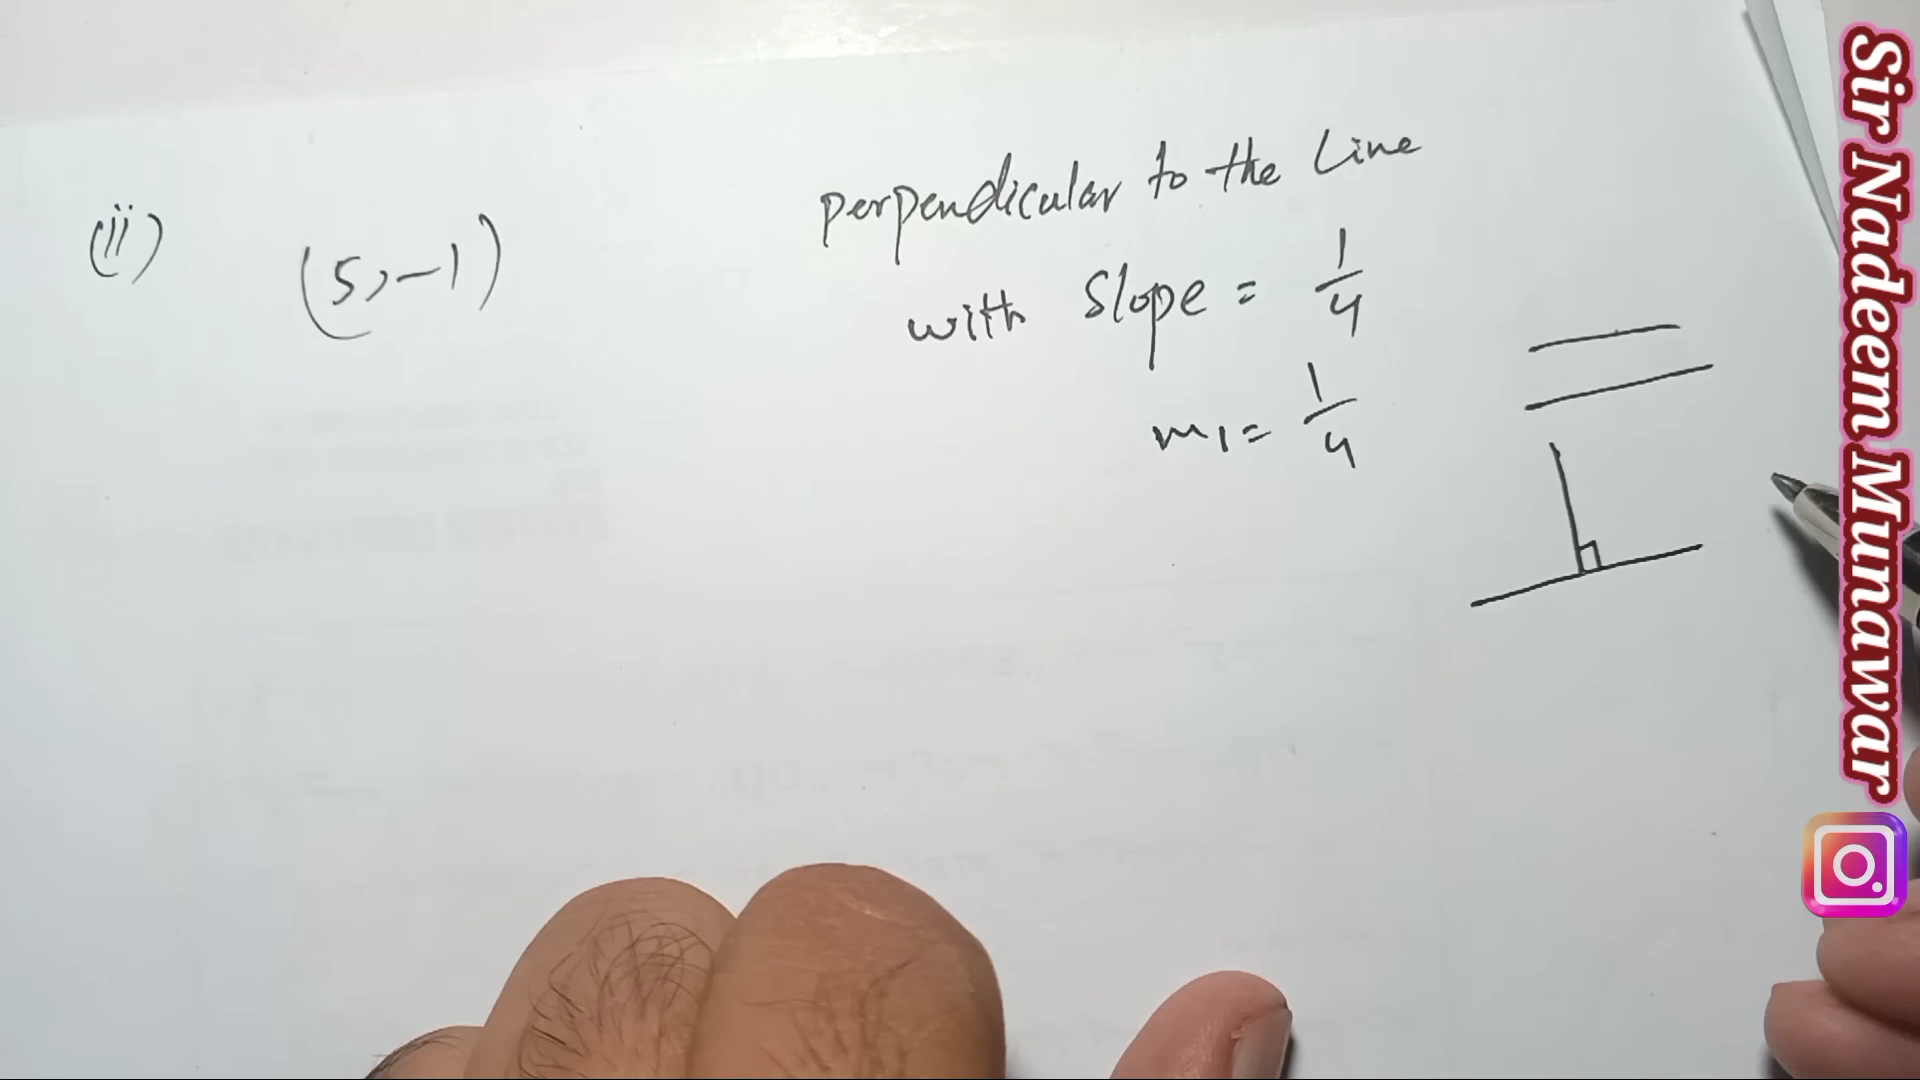 (ii) (5,-1)
perpendicular to the Line
with Slope = 1/4
m1 = 1/4
Sir Nadeem Munawar